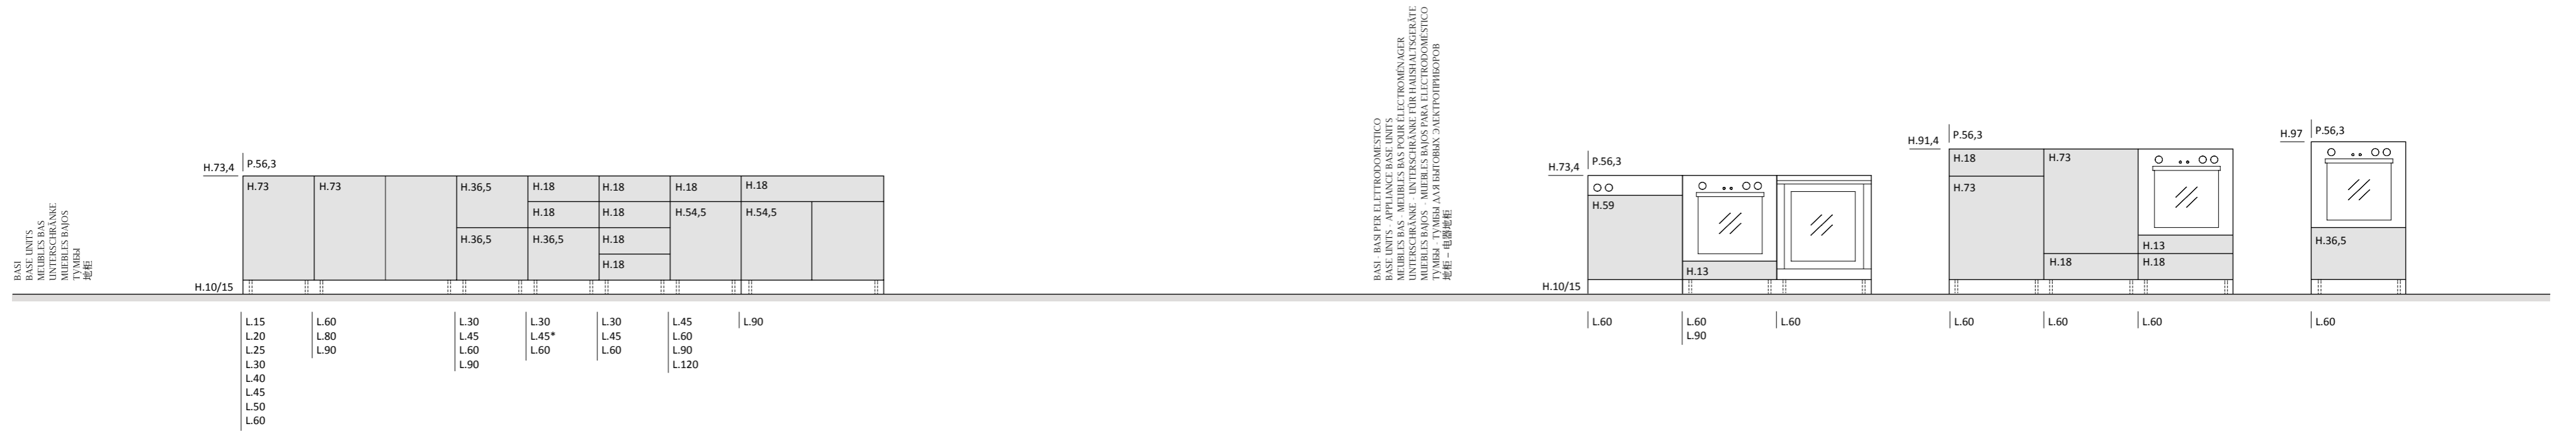 BASI
BASE UNITS
MEUBLES BAS
UNTERSCHRÄNKE
MUEBLES BAJOS
ТУМБЫ
地柜
H.73,4
P.56,3
H.73
H.73
H.36,5
H.36,5
H.18
H.18
H.36,5
H.18
H.18
H.18
H.18
H.18
H.54,5
H.18
H.54,5
H.10/15
L.15
L.20
L.25
L.30
L.40
L.45
L.50
L.60
L.60
L.80
L.90
L.30
L.45
L.60
L.90
L.30
L.45*
L.60
L.30
L.45
L.60
L.45
L.60
L.90
L.120
L.90
BASI - BASI PER ELETTRODOMESTICO
BASE UNITS - APPLIANCE BASE UNITS
MEUBLES BAS - MEUBLES BAS POUR ÉLECTROMÉNAGER
UNTERSCHRÄNKE - UNTERSCHRÄNKE FÜR HAUSHALTSGERÄTE
MUEBLES BAJOS - MUEBLES BAJOS PARA ELECTRODOMÉSTICO
ТУМБЫ - ТУМБЫ ДЛЯ БЫТОВЫХ ЭЛЕКТРОПРИБОРОВ
地柜 – 电器地柜
H.73,4
P.56,3
H.59
H.13
H.10/15
L.60
L.60
L.90
L.60
H.91,4
P.56,3
H.18
H.73
H.73
H.18
H.13
H.18
L.60
L.60
L.60
H.97
P.56,3
H.36,5
L.60